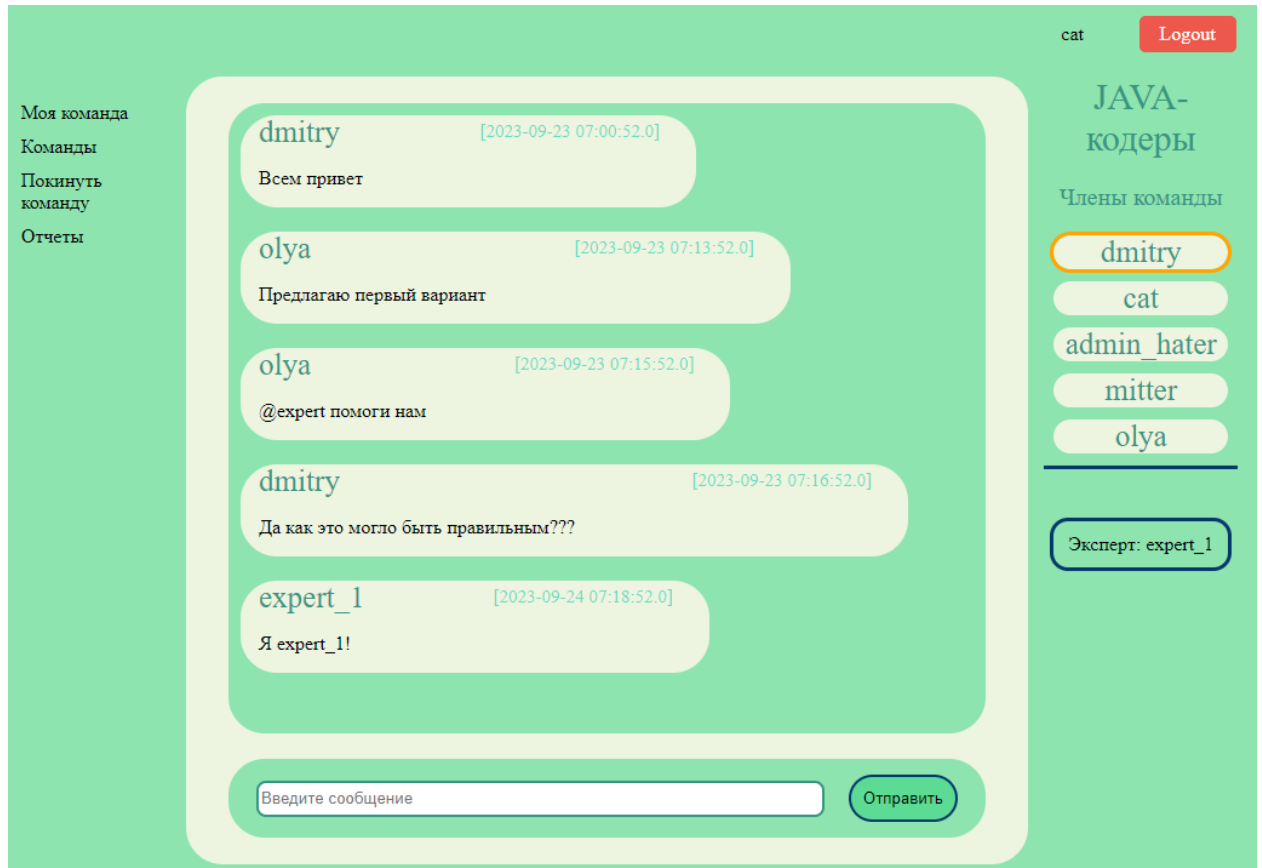 cat
Logout
Моя команда
Команды
Покинуть
команду
Отчеты
dmitry [2023-09-23 07:00:52.0]
Всем привет
olya [2023-09-23 07:13:52.0]
Предлагаю первый вариант
olya [2023-09-23 07:15:52.0]
@expert помоги нам
dmitry [2023-09-23 07:16:52.0]
Да как это могло быть правильным???
expert_1 [2023-09-24 07:18:52.0]
Я expert_1!
Введите сообщение
Отправить
JAVA-
кодеры
Члены команды
dmitry
cat
admin_hater
mitter
olya
Эксперт: expert_1